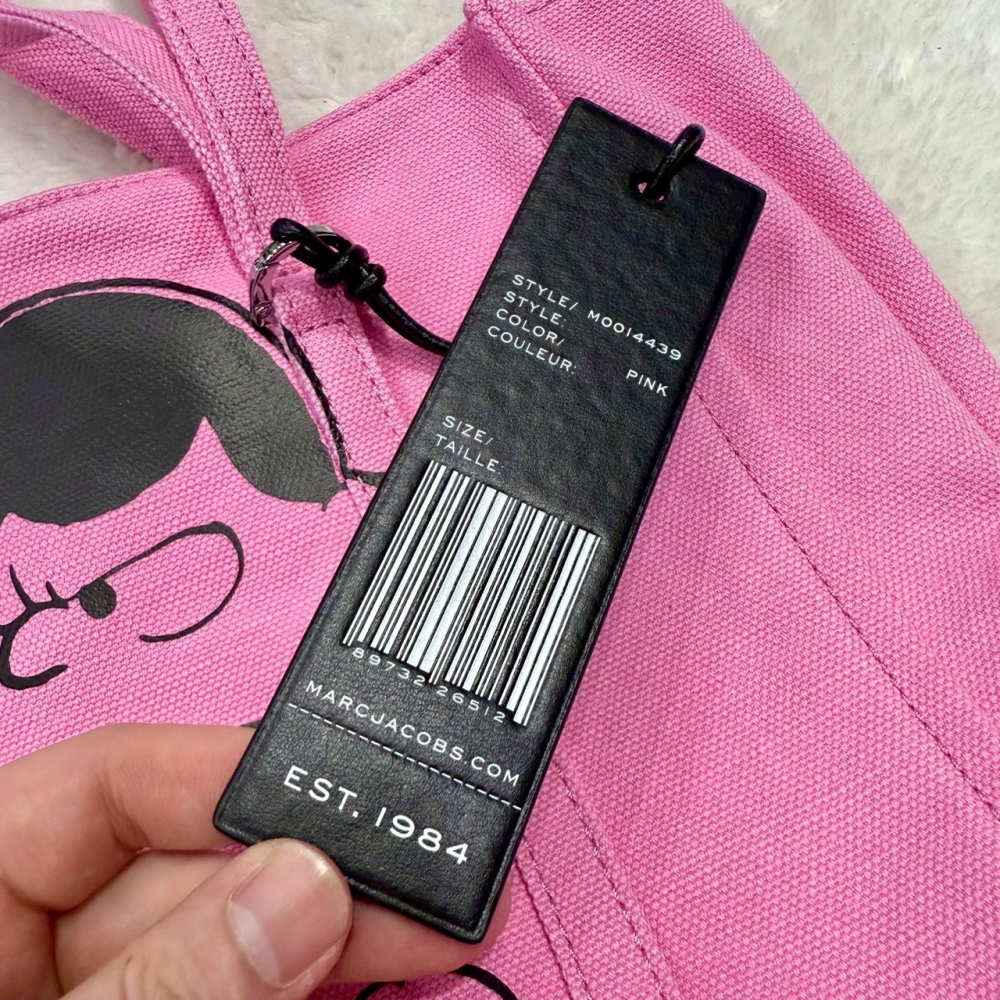 STYLE/
STYLE: M0014439
COLOR/
COULEUR: PINK
SIZE/
TAILLE:
89732 26512
MARCJACOBS.COM
EST. 1984